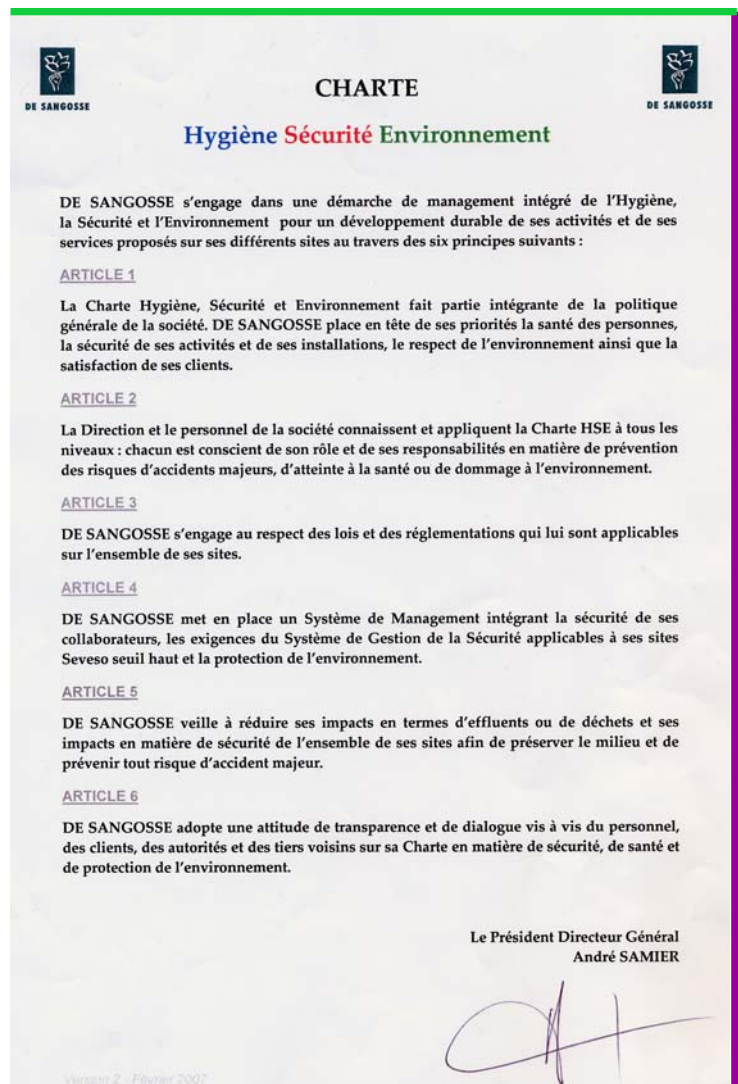 DE SANGOSSE
DE SANGOSSE
CHARTE
Hygiène Sécurité Environnement
DE SANGOSSE s'engage dans une démarche de management intégré de l'Hygiène,
la Sécurité et l'Environnement pour un développement durable de ses activités et de ses
services proposés sur ses différents sites au travers des six principes suivants :
ARTICLE 1
La Charte Hygiène, Sécurité et Environnement fait partie intégrante de la politique
générale de la société. DE SANGOSSE place en tête de ses priorités la santé des personnes,
la sécurité de ses activités et de ses installations, le respect de l'environnement ainsi que la
satisfaction de ses clients.
ARTICLE 2
La Direction et le personnel de la société connaissent et appliquent la Charte HSE à tous les
niveaux : chacun est conscient de son rôle et de ses responsabilités en matière de prévention
des risques d'accidents majeurs, d'atteinte à la santé ou de dommage à l'environnement.
ARTICLE 3
DE SANGOSSE s'engage au respect des lois et des réglementations qui lui sont applicables
sur l'ensemble de ses sites.
ARTICLE 4
DE SANGOSSE met en place un Système de Management intégrant la sécurité de ses
collaborateurs, les exigences du Système de Gestion de la Sécurité applicables à ses sites
Seveso seuil haut et la protection de l'environnement.
ARTICLE 5
DE SANGOSSE veille à réduire ses impacts en termes d'effluents ou de déchets et ses
impacts en matière de sécurité de l'ensemble de ses sites afin de préserver le milieu et de
prévenir tout risque d'accident majeur.
ARTICLE 6
DE SANGOSSE adopte une attitude de transparence et de dialogue vis à vis du personnel,
des clients, des autorités et des tiers voisins sur sa Charte en matière de sécurité, de santé et
de protection de l'environnement.
Le Président Directeur Général
André SAMIER
Version 2 - Février 2007